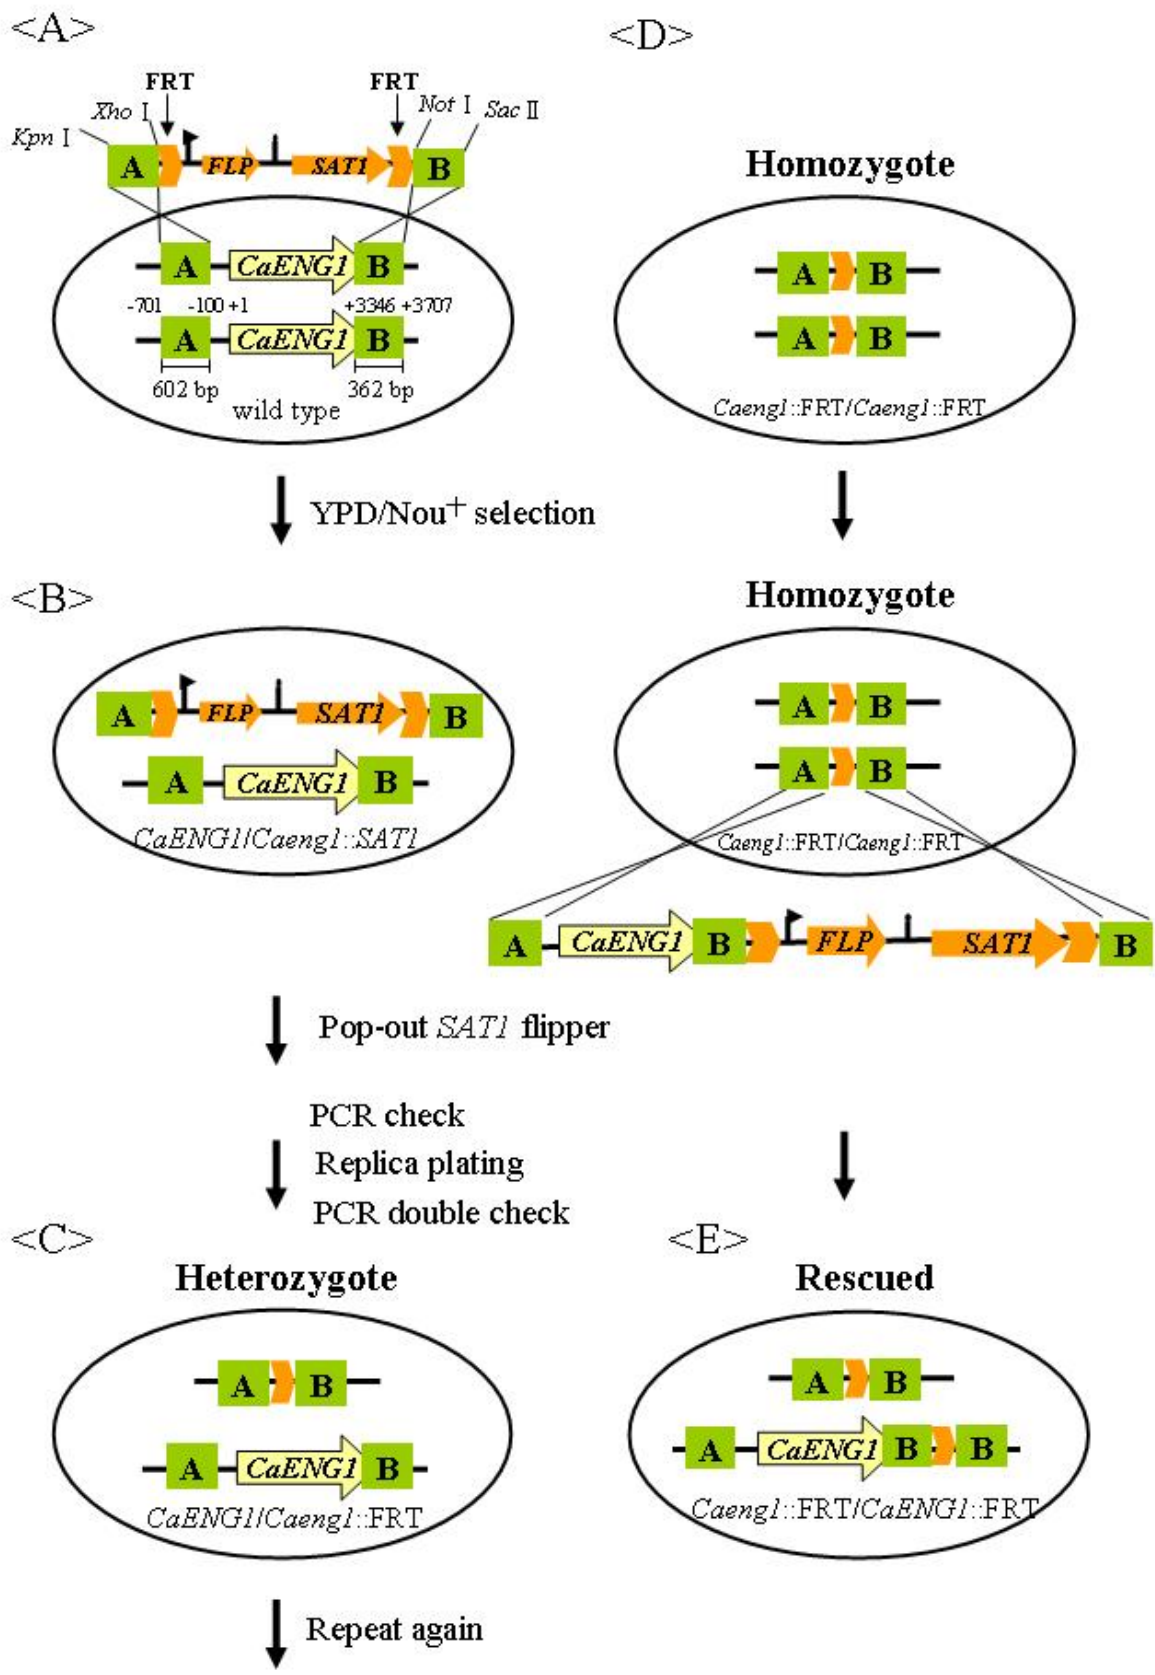 <A>
FRT FRT
Kpn I Xho I Not I Sac II
A FLP SAT1 B
A CaENG1 B
-701 -100 +1 +3346 +3707
A CaENG1 B
602 bp 362 bp
wild type
YPD/Nou+ selection
<B>
A FLP SAT1 B
A CaENG1 B
CaENG1/Caeng1::SAT1
Pop-out SAT1 flipper
PCR check
Replica plating
PCR double check
<C>
Heterozygote
A B
A CaENG1 B
CaENG1/Caeng1::FRT
Repeat again
<D>
Homozygote
A B
A B
Caeng1::FRT/Caeng1::FRT
Homozygote
A B
A B
Caeng1::FRT/Caeng1::FRT
A CaENG1 B FLP SAT1 B
<E>
Rescued
A B
A CaENG1 B B
Caeng1::FRT/CaENG1::FRT